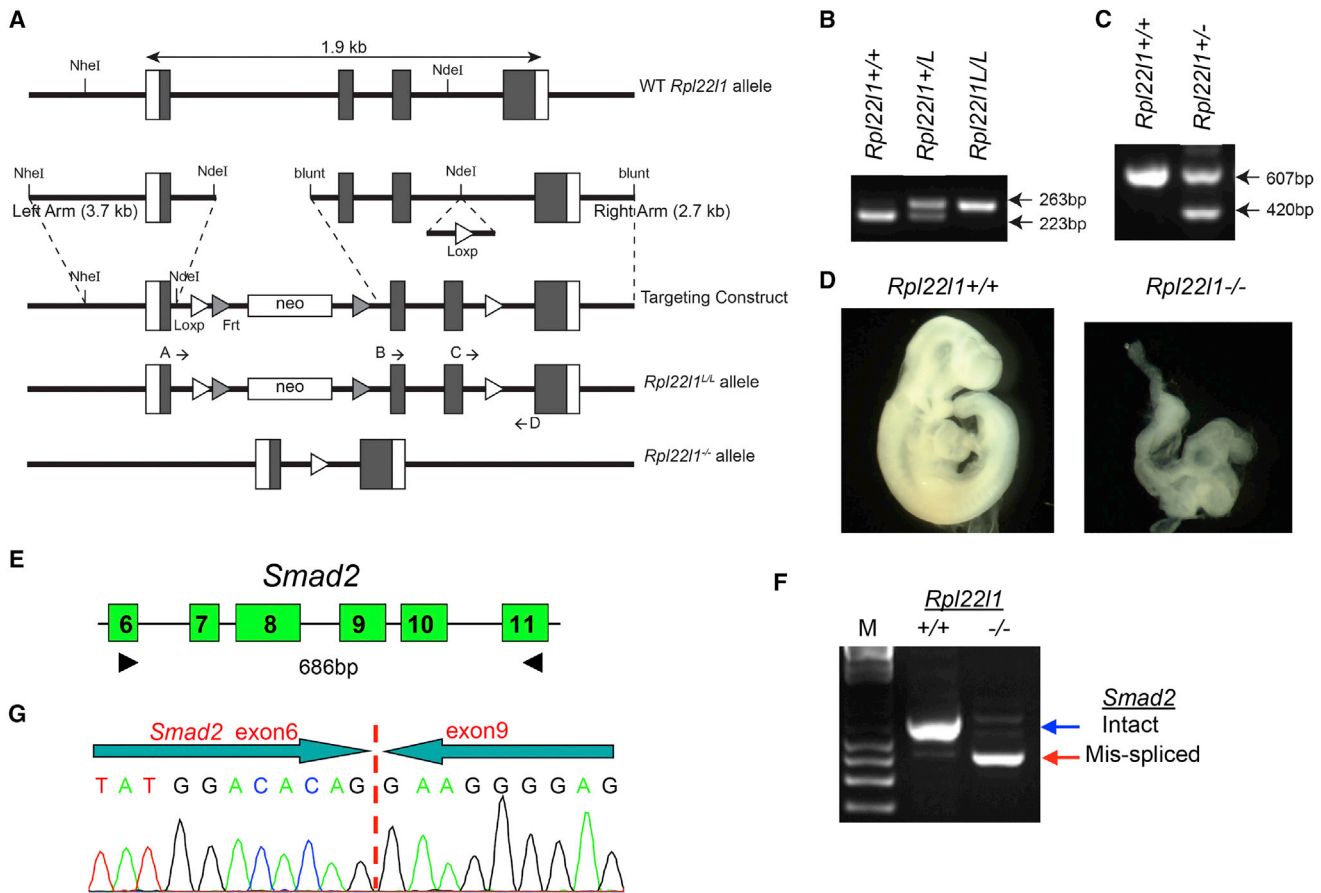 A
1.9 kb
NheI
NdeI
WT Rpl22l1 allele
NheI
NdeI
blunt
NdeI
blunt
Left Arm (3.7 kb)
Right Arm (2.7 kb)
Loxp
NheI
NdeI
neo
Targeting Construct
Loxp
Frt
A
B
C
neo
Rpl22l1L/L allele
D
Rpl22l1-/- allele
B
Rpl22l1+/+
Rpl22l1+/L
Rpl22l1L/L
263bp
223bp
C
Rpl22l1+/+
Rpl22l1+/-
607bp
420bp
D
Rpl22l1+/+
Rpl22l1-/-
E
Smad2
6 7 8 9 10 11
686bp
F
Rpl22l1
M +/+ -/-
Smad2
Intact
Mis-spliced
G
Smad2 exon6 exon9
T A T G G A C A C A G G A A G G G G A G